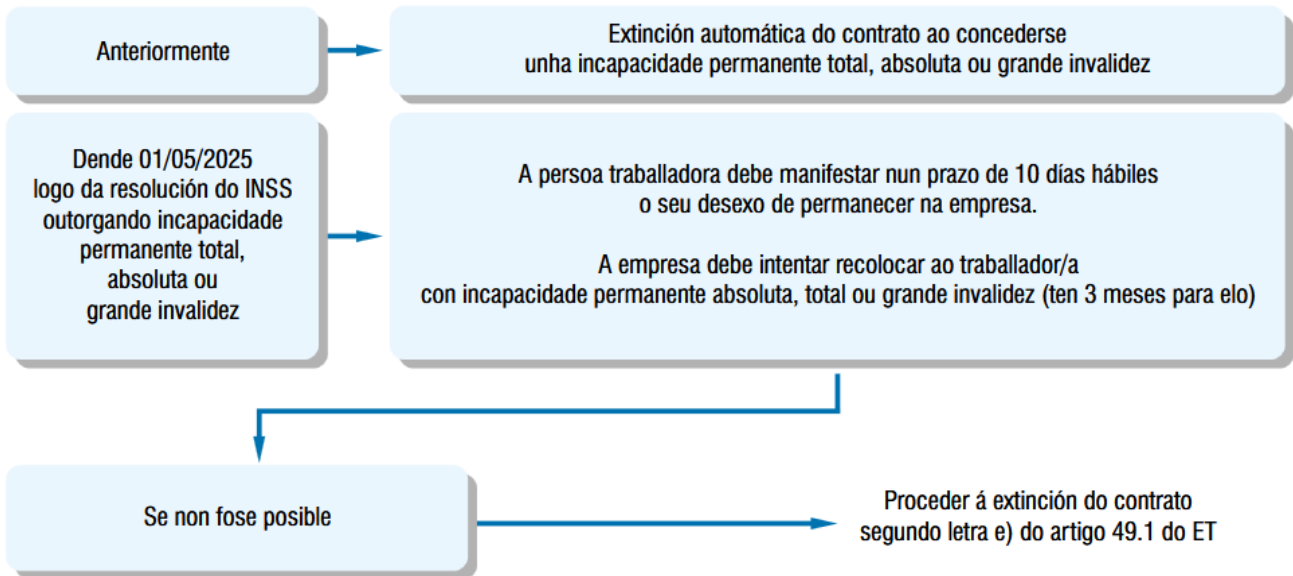 Anteriormente
Extinción automática do contrato ao concederse
unha incapacidade permanente total, absoluta ou grande invalidez
Dende 01/05/2025
logo da resolución do INSS
outorgando incapacidade
permanente total,
absoluta ou
grande invalidez
A persoa traballadora debe manifestar nun prazo de 10 días hábiles
o seu desexo de permanecer na empresa.
A empresa debe intentar recolocar ao traballador/a
con incapacidade permanente absoluta, total ou grande invalidez (ten 3 meses para elo)
Se non fose posible
Proceder á extinción do contrato
segundo letra e) do artigo 49.1 do ET